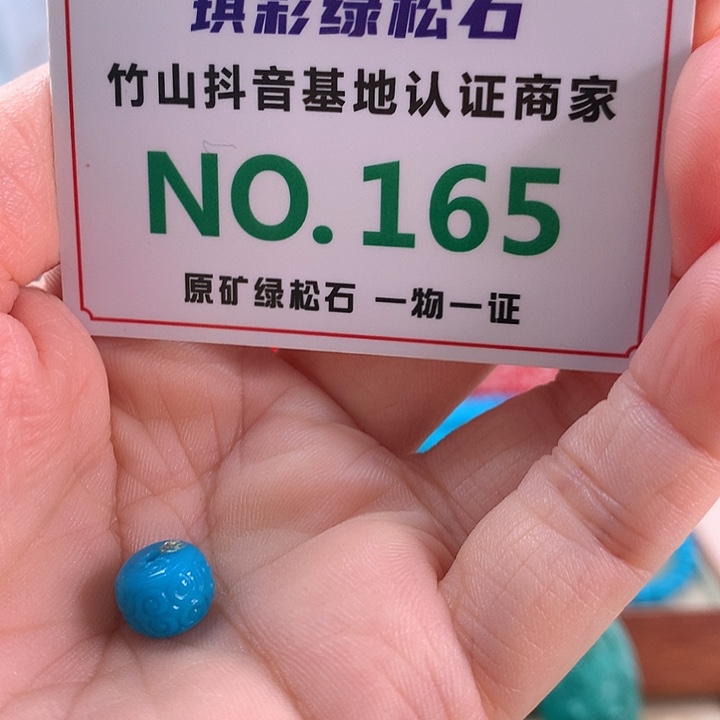 琪彩绿松石
竹山抖音基地认证商家
NO.165
原矿绿松石 一物一证